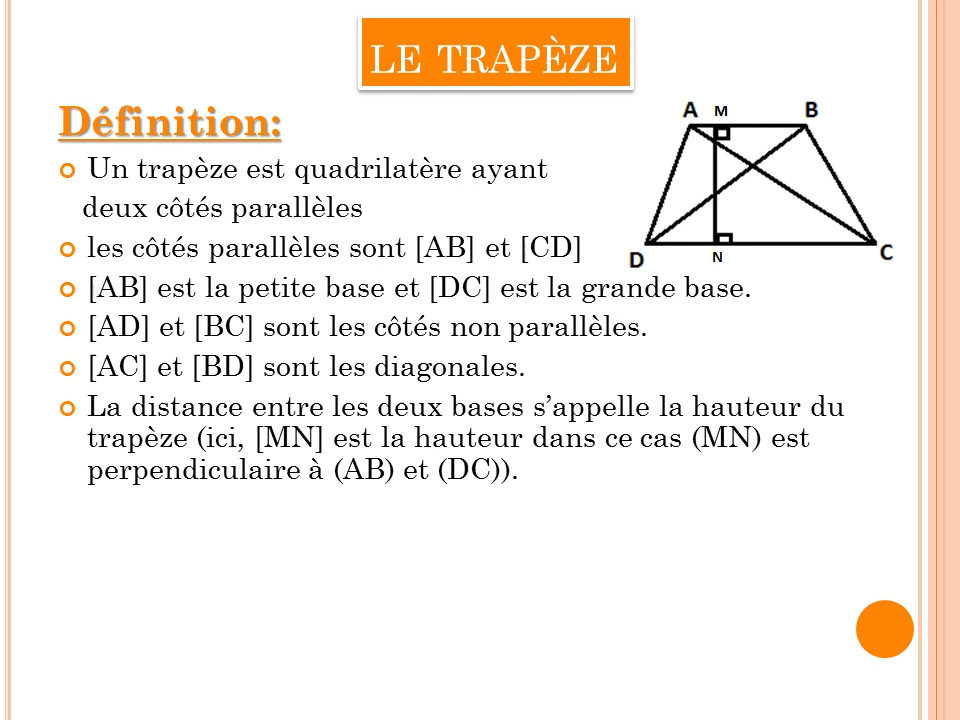 LE TRAPÈZE
Définition:
Un trapèze est quadrilatère ayant
deux côtés parallèles
les côtés parallèles sont [AB] et [CD]
[AB] est la petite base et [DC] est la grande base.
[AD] et [BC] sont les côtés non parallèles.
[AC] et [BD] sont les diagonales.
La distance entre les deux bases s’appelle la hauteur du
trapèze (ici, [MN] est la hauteur dans ce cas (MN) est
perpendiculaire à (AB) et (DC)).
A M B
D N C